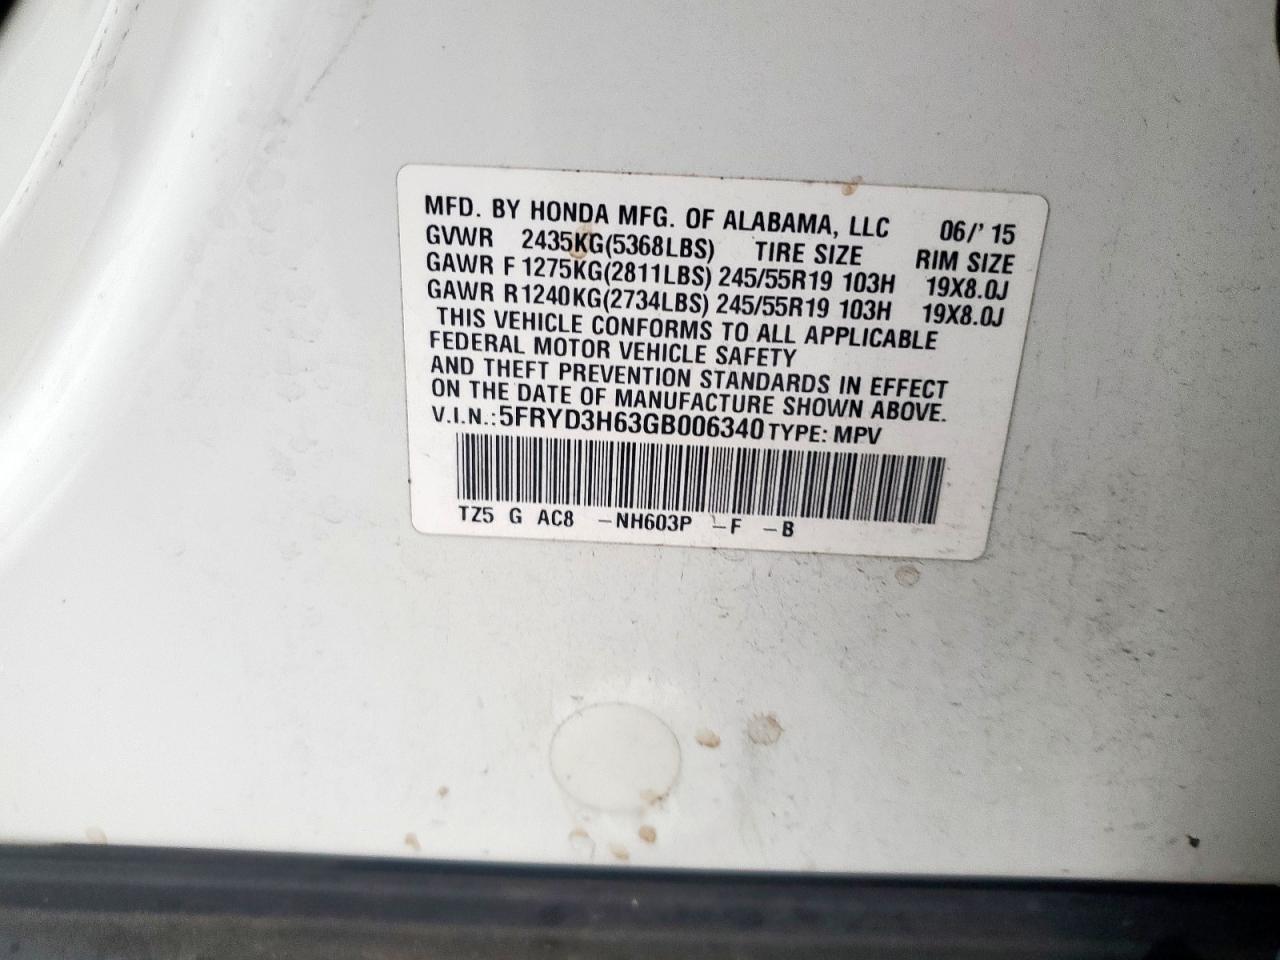 MFD. BY HONDA MFG. OF ALABAMA, LLC 06/' 15
GVWR 2435KG(5368LBS) TIRE SIZE RIM SIZE
GAWR F 1275KG(2811LBS) 245/55R19 103H 19X8.0J
GAWR R 1240KG(2734LBS) 245/55R19 103H 19X8.0J
THIS VEHICLE CONFORMS TO ALL APPLICABLE
FEDERAL MOTOR VEHICLE SAFETY
AND THEFT PREVENTION STANDARDS IN EFFECT
ON THE DATE OF MANUFACTURE SHOWN ABOVE.
V.I.N.:5FRYD3H63GB006340 TYPE: MPV
TZ5 G AC8 -NH603P -F -B